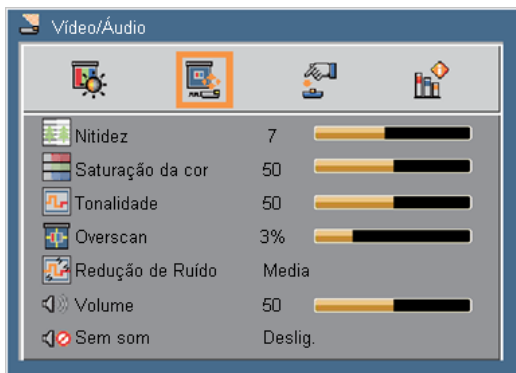 Vídeo/Áudio
Nitidez 7
Saturação da cor 50
Tonalidade 50
Overscan 3%
Redução de Ruído Media
Volume 50
Sem som Deslig.